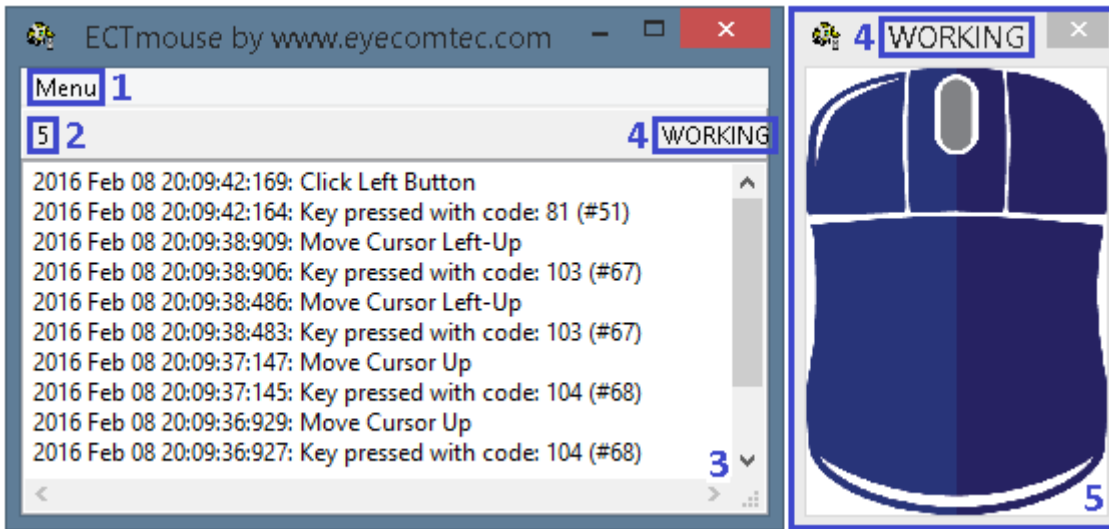 ECTmouse by www.eyecomtec.com
Menu 1
5 2 4 WORKING
2016 Feb 08 20:09:42:169: Click Left Button
2016 Feb 08 20:09:42:164: Key pressed with code: 81 (#51)
2016 Feb 08 20:09:38:909: Move Cursor Left-Up
2016 Feb 08 20:09:38:906: Key pressed with code: 103 (#67)
2016 Feb 08 20:09:38:486: Move Cursor Left-Up
2016 Feb 08 20:09:38:483: Key pressed with code: 103 (#67)
2016 Feb 08 20:09:37:147: Move Cursor Up
2016 Feb 08 20:09:37:145: Key pressed with code: 104 (#68)
2016 Feb 08 20:09:36:929: Move Cursor Up
2016 Feb 08 20:09:36:927: Key pressed with code: 104 (#68)
3
4 WORKING
5